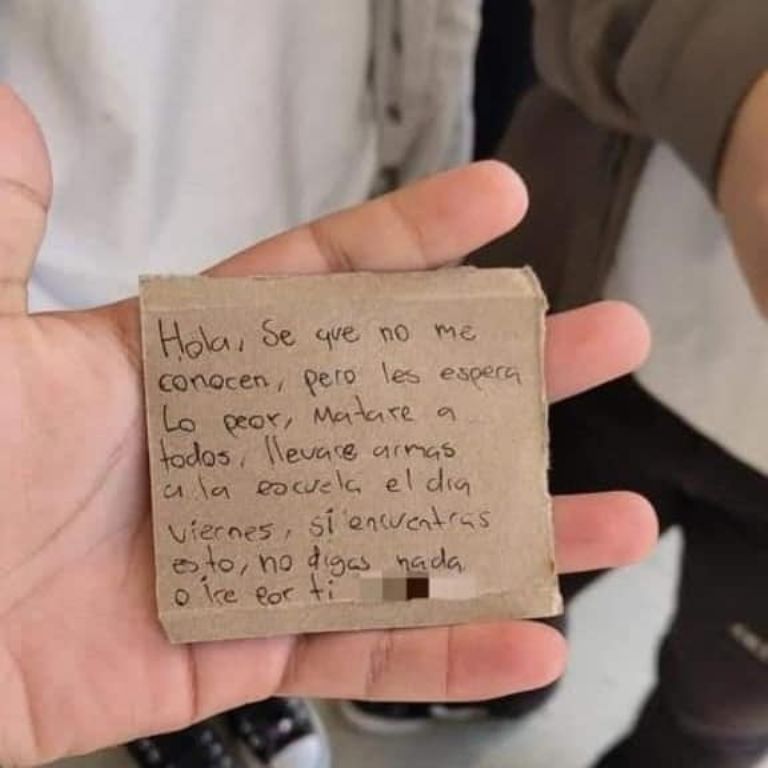 Hola, Se que no me
conocen, pero les espera
Lo peor, Matare a
todos, llevare armas
a la escuela el dia
viernes, si encuentras
esto, no digas nada
o ire por ti